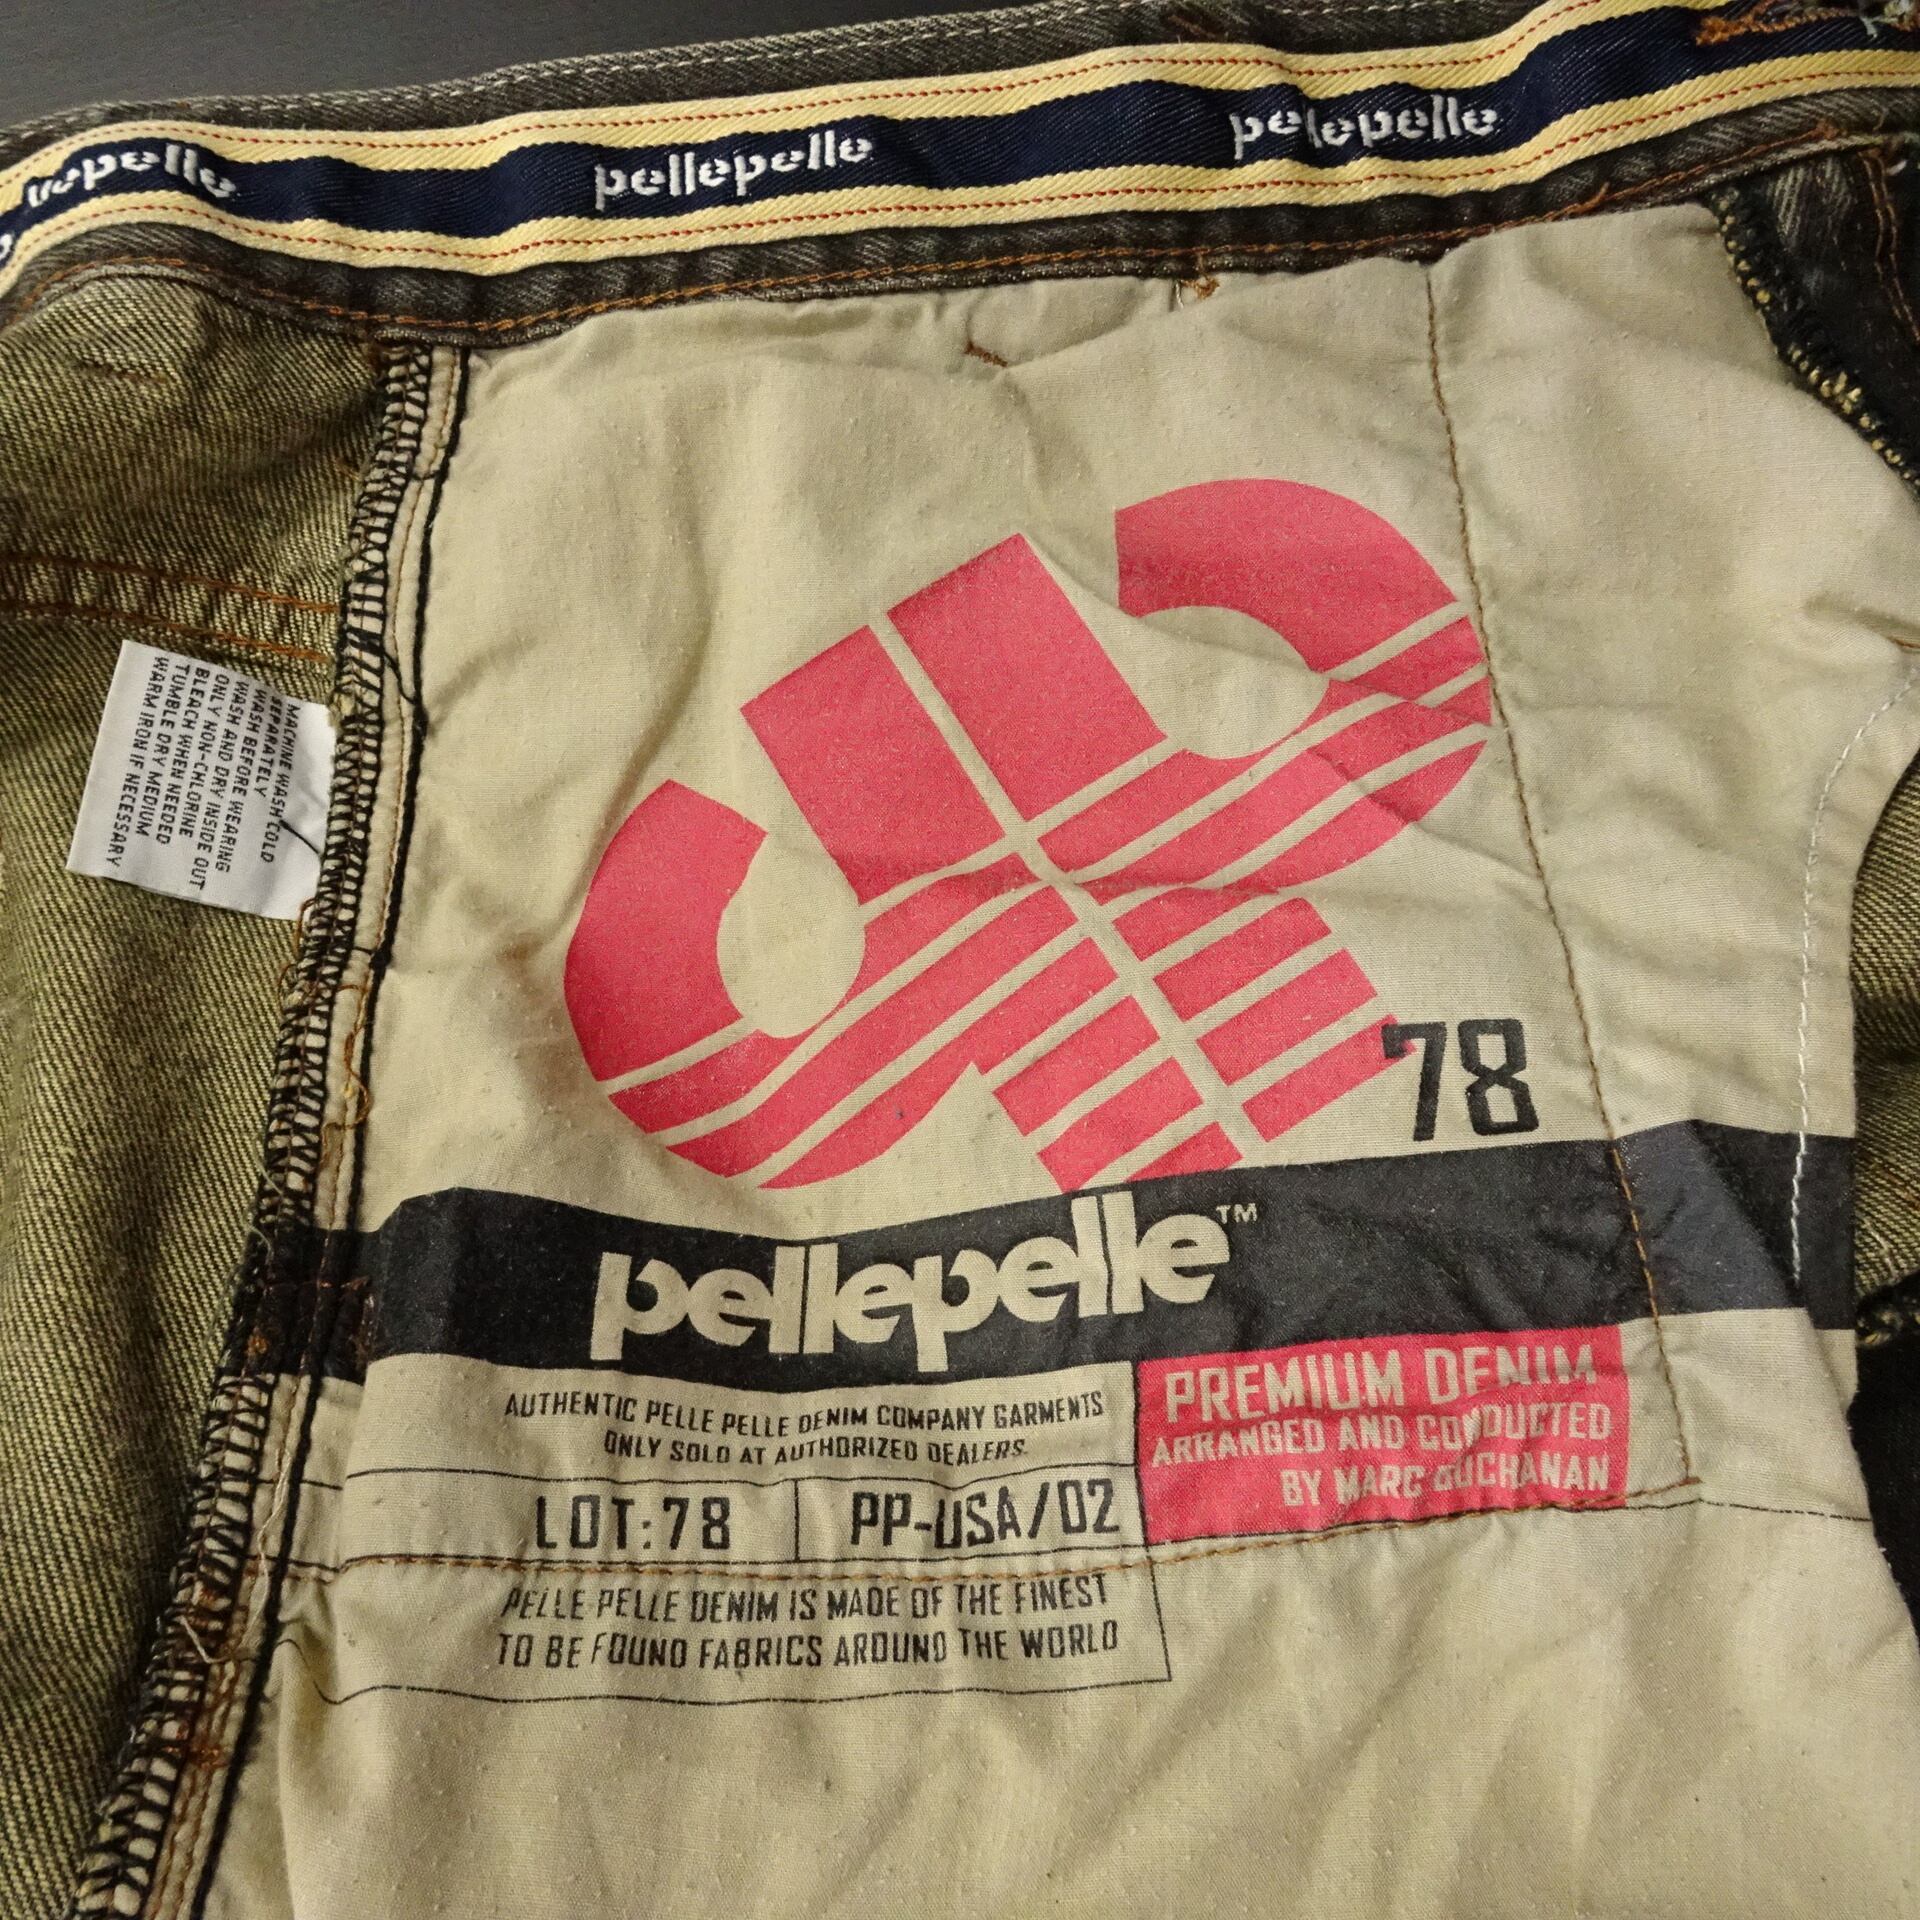 pellepelle
pellepelle
MACHINE WASH COLD
SEPARATELY
WASH BEFORE WEARING
WASH AND DRY INSIDE OUT
ONLY NON-CHLORINE
BLEACH WHEN NEEDED
TUMBLE DRY MEDIUM
WARM IRON IF NECESSARY
78
pellepelle™
AUTHENTIC PELLE PELLE DENIM COMPANY GARMENTS
ONLY SOLD AT AUTHORIZED DEALERS.
PREMIUM DENIM
ARRANGED AND CONDUCTED
BY MARC BUCHANAN
LOT:78
PP-USA/02
PELLE PELLE DENIM IS MADE OF THE FINEST
TO BE FOUND FABRICS AROUND THE WORLD